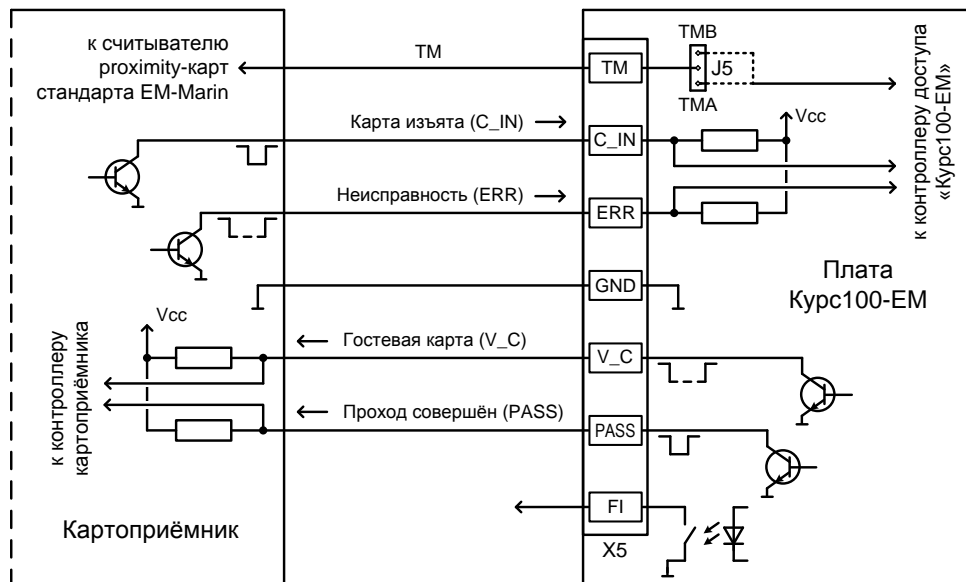 к считывателю
proximity-карт
стандарта EM-Marin
TM
TM
TMB
J5
TMA
Vcc
к контроллеру доступа
«Курс100-EM»
Карта изъята (C_IN)
C_IN
Неисправность (ERR)
ERR
GND
Плата
Курс100-EM
Vcc
к контроллеру
картоприёмника
Гостевая карта (V_C)
V_C
Проход совершён (PASS)
PASS
FI
X5
Картоприёмник